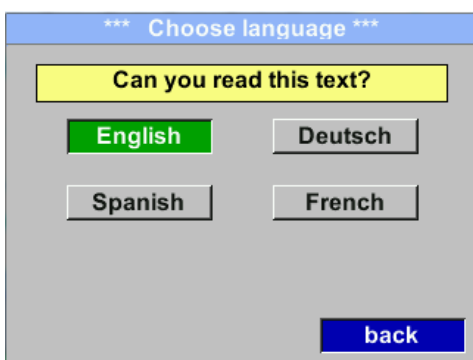 *** Choose language ***
Can you read this text?
English Deutsch
Spanish French
back